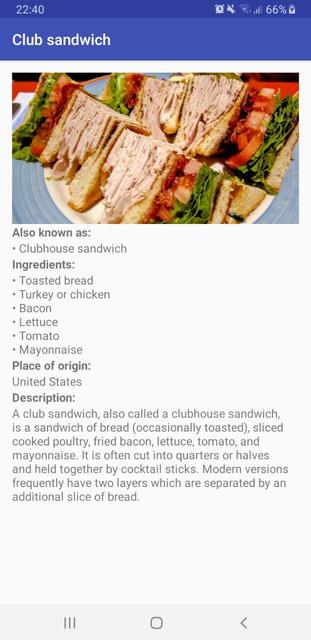 22:40
66%
Club sandwich
Also known as:
• Clubhouse sandwich
Ingredients:
• Toasted bread
• Turkey or chicken
• Bacon
• Lettuce
• Tomato
• Mayonnaise
Place of origin:
United States
Description:
A club sandwich, also called a clubhouse sandwich,
is a sandwich of bread (occasionally toasted), sliced
cooked poultry, fried bacon, lettuce, tomato, and
mayonnaise. It is often cut into quarters or halves
and held together by cocktail sticks. Modern versions
frequently have two layers which are separated by an
additional slice of bread.